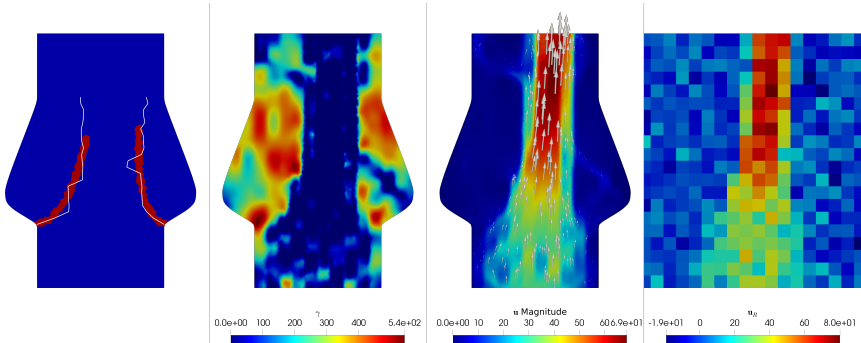 γ
0.0e+00 100 200 300 400 5.4e+02
u Magnitude
0.0e+00 10 20 30 40 50 60 6.9e+01
u_R
-1.9e+01 0 20 40 60 8.0e+01